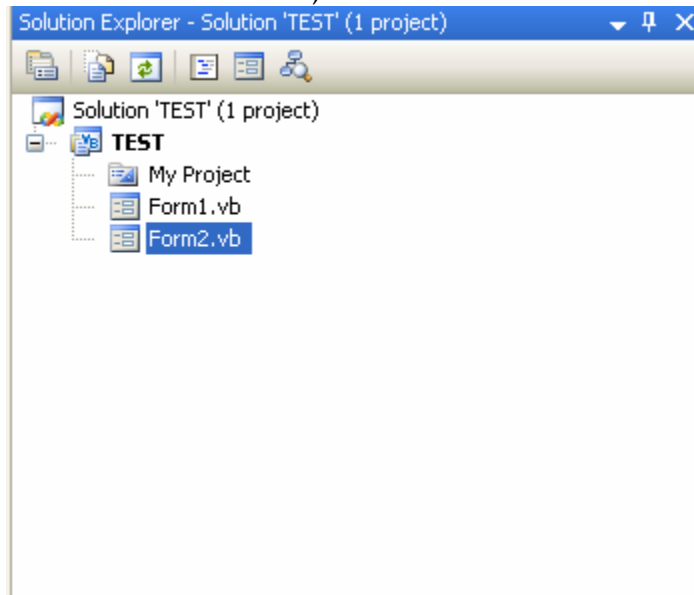 Solution Explorer - Solution 'TEST' (1 project)
Solution 'TEST' (1 project)
TEST
My Project
Form1.vb
Form2.vb